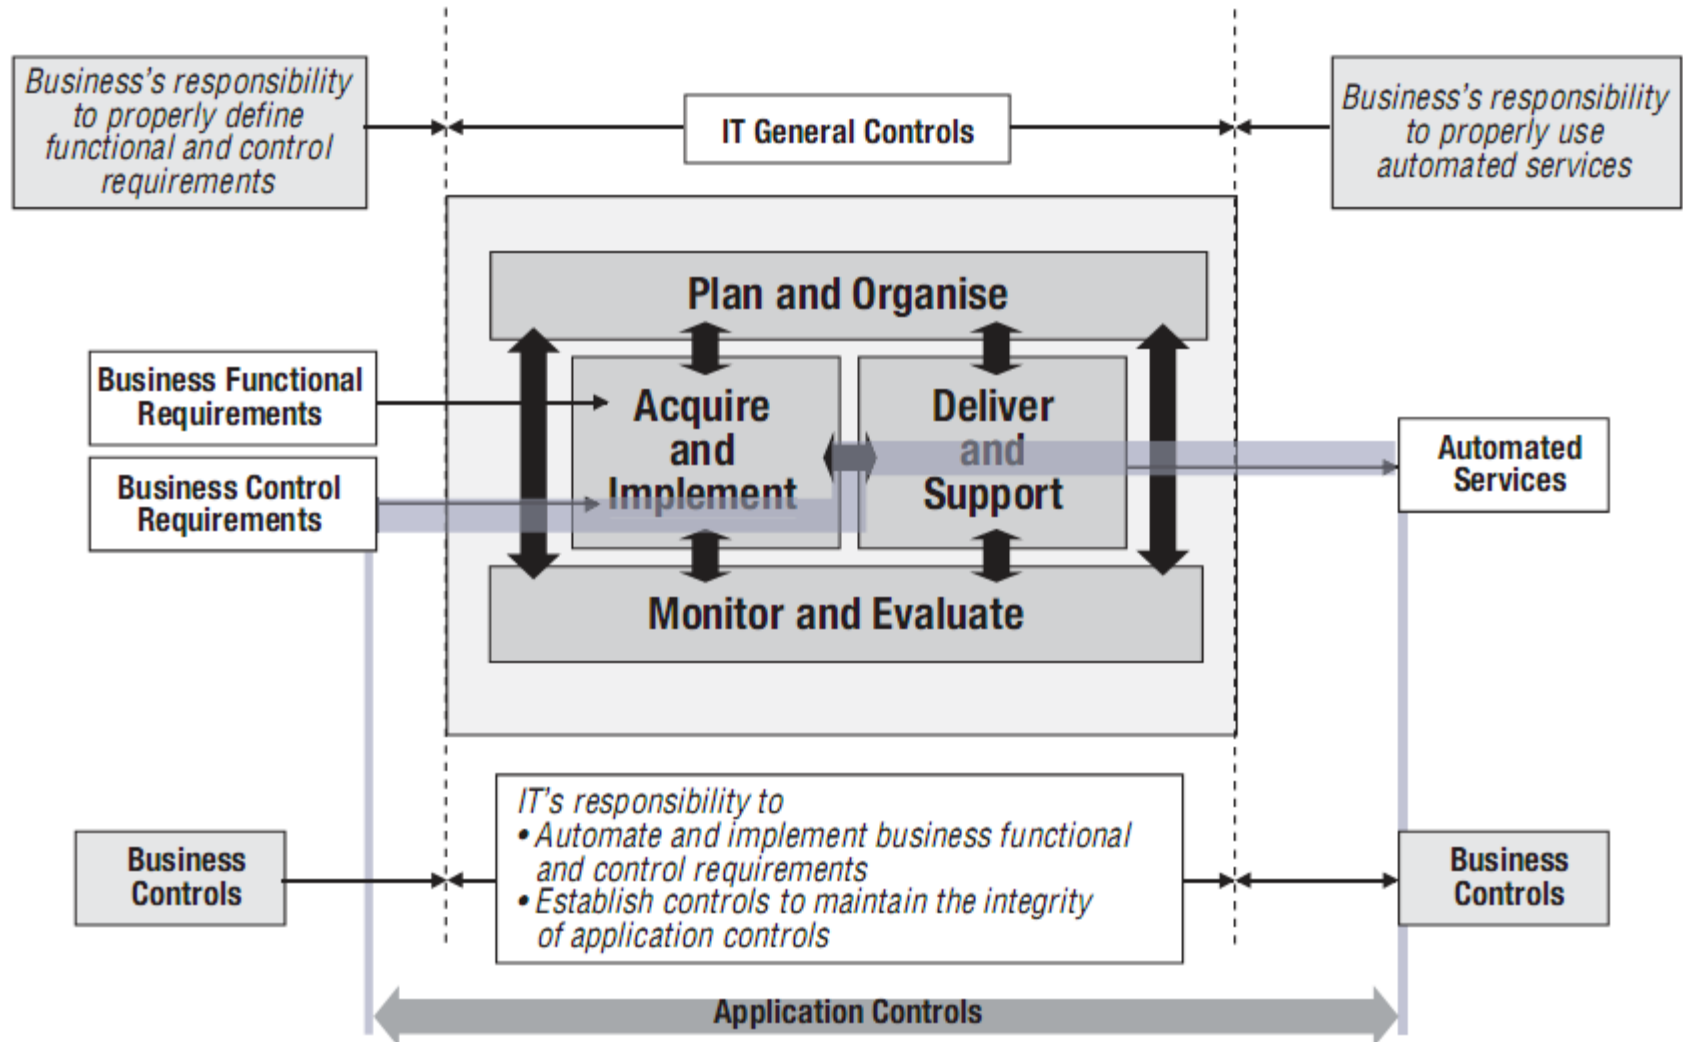 Business's responsibility
to properly define
functional and control
requirements
IT General Controls
Business's responsibility
to properly use
automated services
Plan and Organise
Business Functional
Requirements
Acquire
and
Implement
Deliver
and
Support
Business Control
Requirements
Automated
Services
Monitor and Evaluate
IT's responsibility to
• Automate and implement business functional
and control requirements
• Establish controls to maintain the integrity
of application controls
Business
Controls
Business
Controls
Application Controls